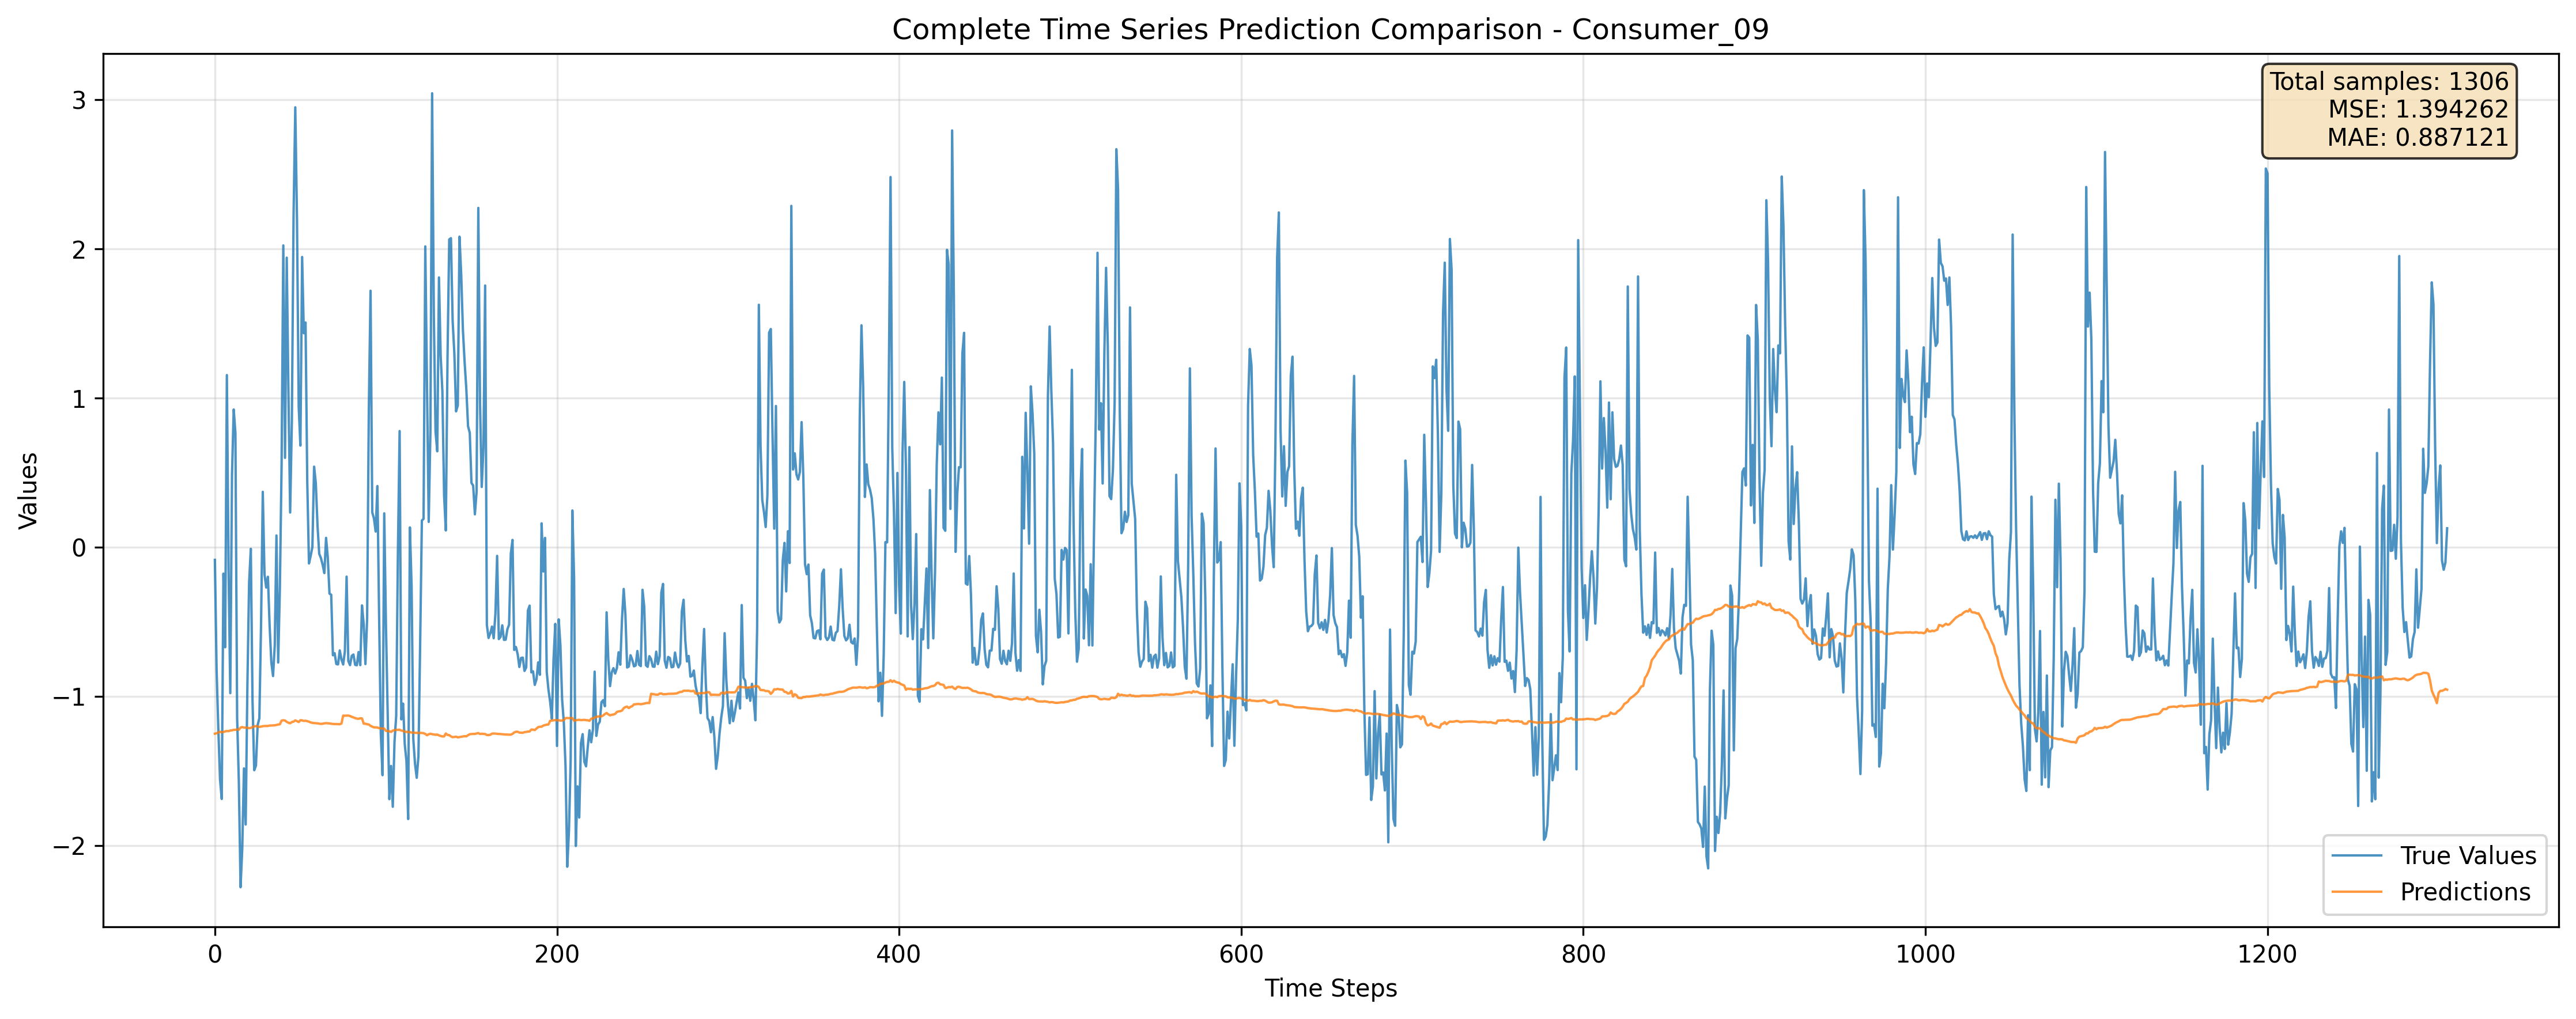 Complete Time Series Prediction Comparison - Consumer_09
Total samples: 1306
MSE: 1.394262
MAE: 0.887121
Values
3
2
1
0
−1
−2
0
200
400
600
800
1000
1200
Time Steps
True Values
Predictions